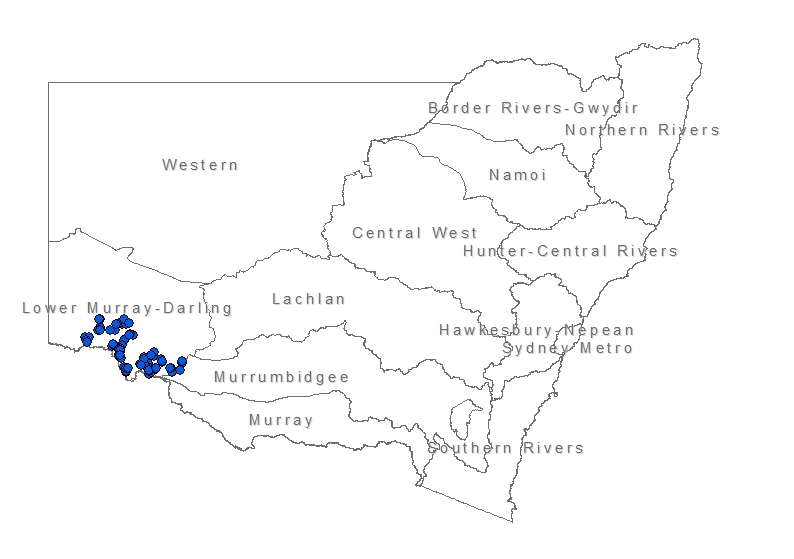 Border Rivers-Gwydir
Northern Rivers
Western
Namoi
Central West
Hunter-Central Rivers
Lachlan
Lower Murray-Darling
Hawkesbury-Nepean
Sydney Metro
Murrumbidgee
Murray
Southern Rivers